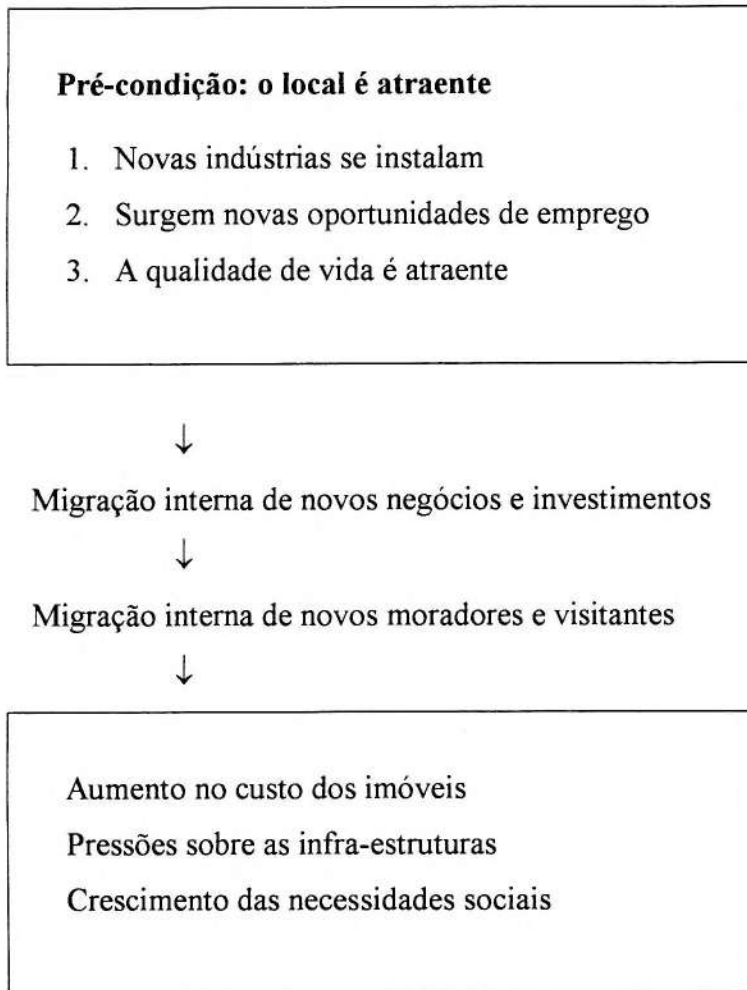 Pré-condição: o local é atraente
1. Novas indústrias se instalam
2. Surgem novas oportunidades de emprego
3. A qualidade de vida é atraente
↓
Migração interna de novos negócios e investimentos
↓
Migração interna de novos moradores e visitantes
↓
Aumento no custo dos imóveis
Pressões sobre as infra-estruturas
Crescimento das necessidades sociais